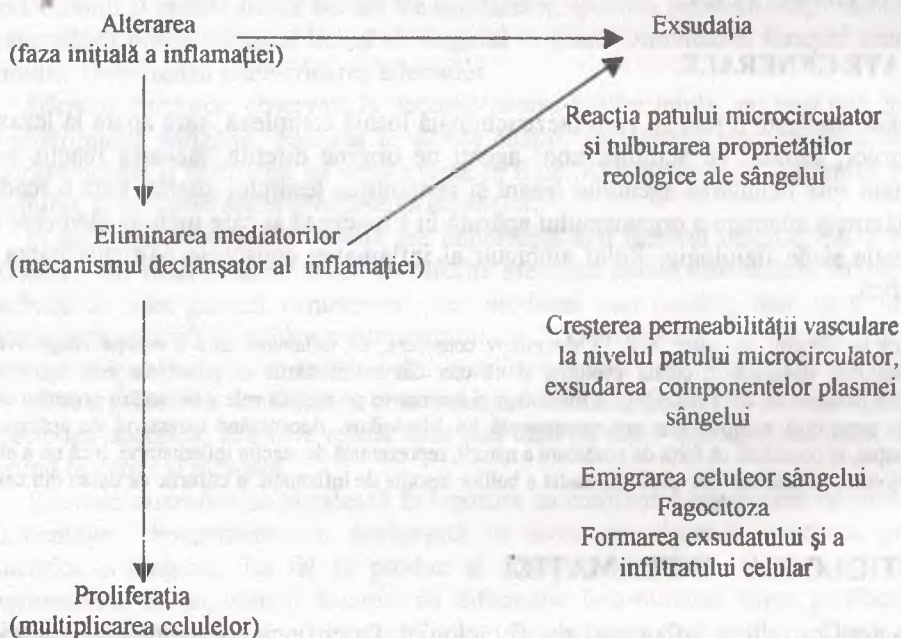 Alterarea
(faza inițială a inflamației)
Exsudația
Reacția patului microcirculator
și tulburarea proprietăților
reologice ale sângelui
Eliminarea mediatorilor
(mecanismul declanșator al inflamației)
Creșterea permeabilității vasculare
la nivelul patului microcirculator,
exsudarea componentelor plasmei
sângelui
Emigrarea celuleor sângelui
Fagocitoza
Formarea exsudatului și a
infiltratului celular
Proliferația
(multiplicarea celulelor)